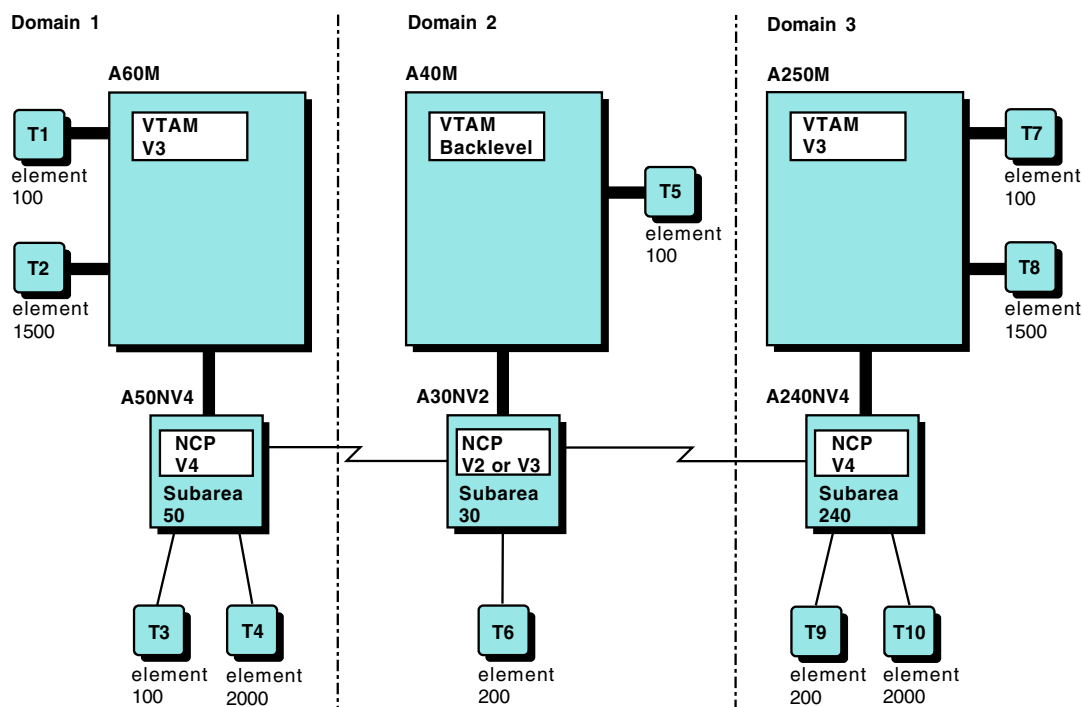 Domain 1
Domain 2
Domain 3
A60M
A40M
A250M
T1
element
100
VTAM
V3
T2
element
1500
VTAM
Backlevel
T5
element
100
VTAM
V3
T7
element
100
T8
element
1500
A50NV4
NCP
V4
Subarea
50
A30NV2
NCP
V2 or V3
Subarea
30
A240NV4
NCP
V4
Subarea
240
T3
element
100
T4
element
2000
T6
element
200
T9
element
200
T10
element
2000